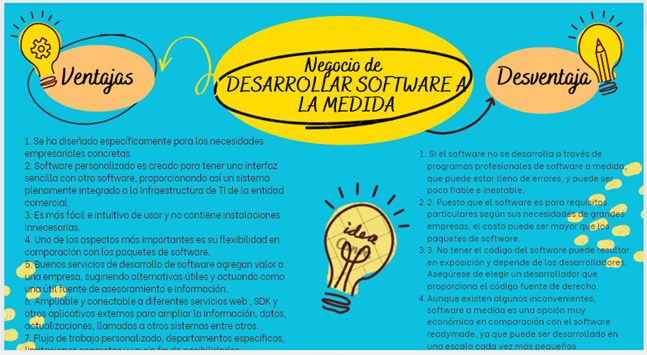 Negocio de
DESARROLLAR SOFTWARE A
LA MEDIDA
Ventajas
1. Se ha diseñado específicamente para las necesidades
empresariales concretas.
2. Software personalizado es creado para tener una interfaz
sencilla con otro software, proporcionando así un sistema
plenamente integrado a la infraestructura de TI de la entidad
comercial.
3. Es más fácil e intuitivo de usar y no contiene instalaciones
innecesarias.
4. Uno de los aspectos más importantes es su flexibilidad en
comparación con los paquetes de software.
5. Buenos servicios de desarrollo de software agregan valor a
una empresa, sugiriendo alternativas útiles y actuando como
una útil fuente de asesoramiento e información.
6. Ampliable y conectable a diferentes servicios web , SDK y
otros aplicativos externos para ampliar la información, datos,
actualizaciones, llamadas a otros sistemas entre otros.
7. Flujo de trabajo personalizado, departamentos específicos,
limitaciones concretas y un sin fin de posibilidades
idea
Desventaja
1. Si el software no se desarrolla a través de
programas profesionales de software a medida,
que puede estar lleno de errores, y puede ser
poco fiable e inestable,
2. 2. Puesto que el software es para requisitos
particulares según sus necesidades de grandes
empresas, el costo puede ser mayor que los
paquetes de software
3. 3. No tener el código del software puede resultar
en exposición y depende de los desarrolladores.
Asegúrese de elegir un desarrollador que
proporciona el código fuente de derecho.
4. Aunque existen algunos inconvenientes,
software a medida es una opción muy
económica en comparación con el software
readymade, ya que puede ser desarrollado en
una escala cada vez más pequeños.